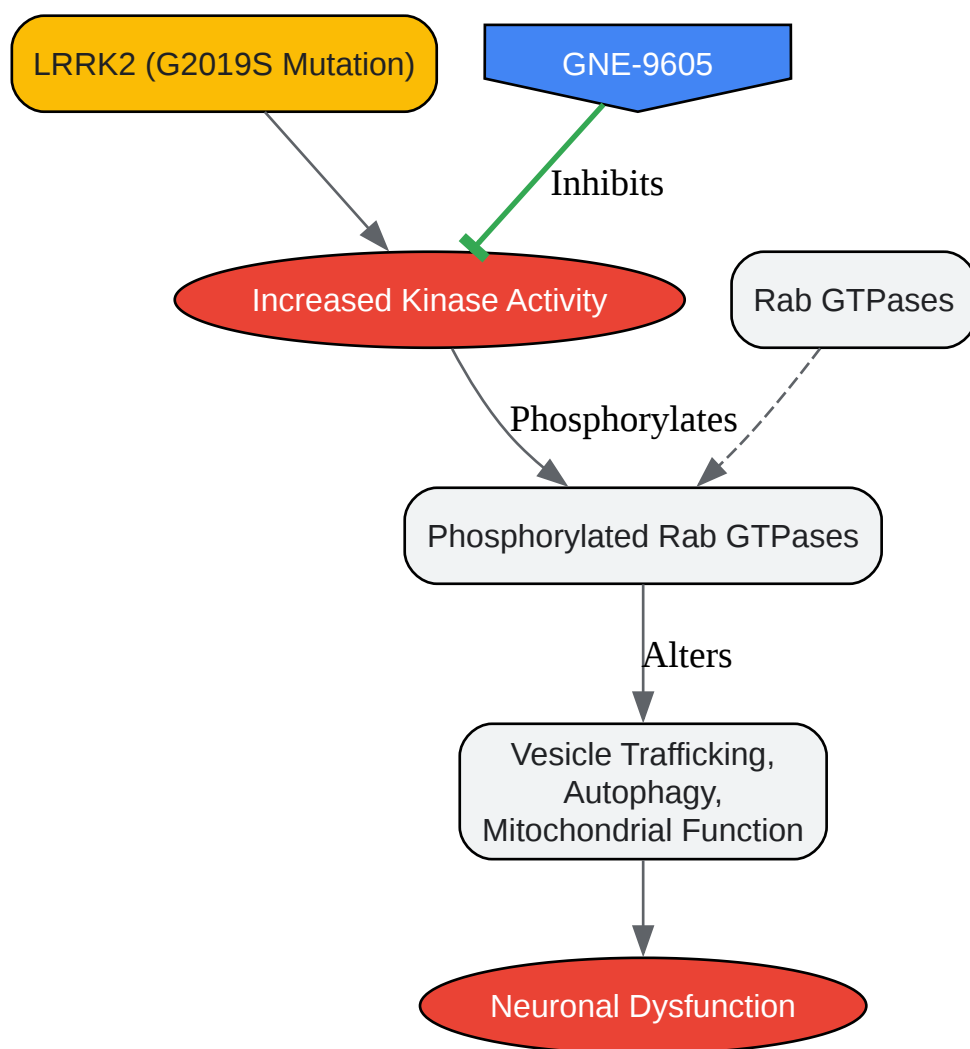 LRRK2 (G2019S Mutation)
GNE-9605
Inhibits
Increased Kinase Activity
Rab GTPases
Phosphorylates
Phosphorylated Rab GTPases
Alters
Vesicle Trafficking,
Autophagy,
Mitochondrial Function
Neuronal Dysfunction